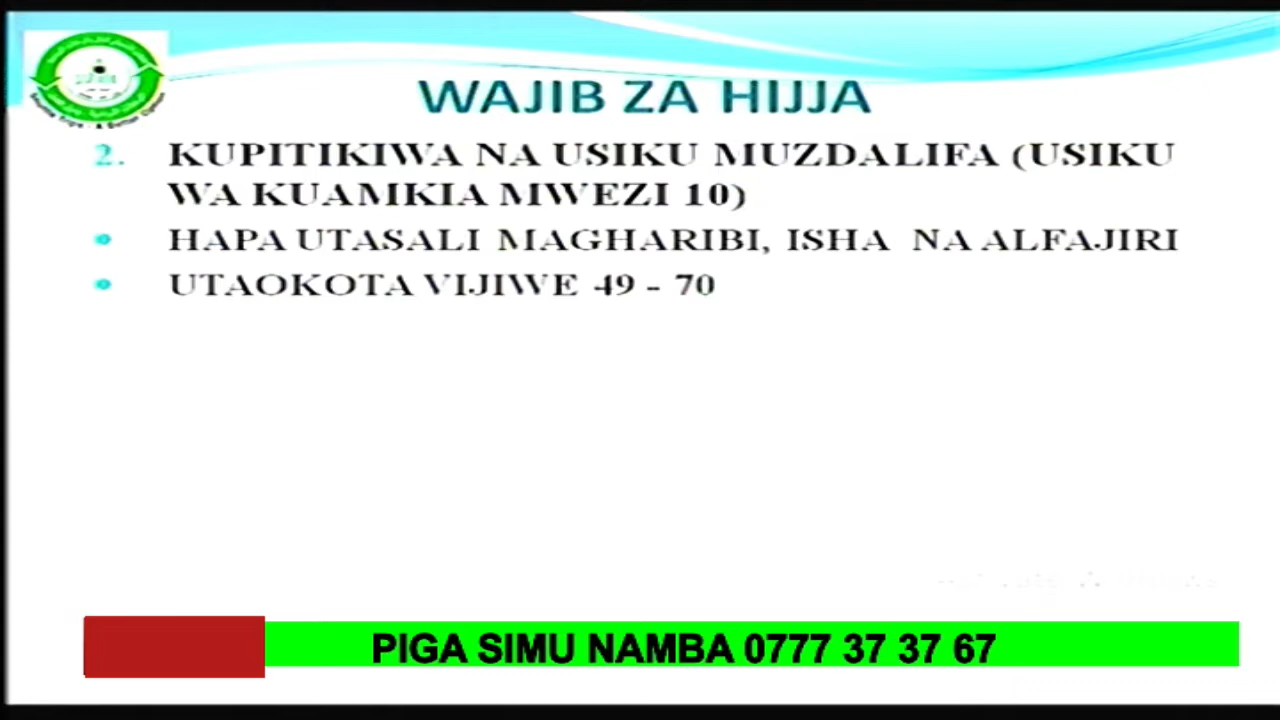 WAJIB ZA HIJJA
2. KUPITIKIWA NA USIKU MUZDALIFA (USIKU
WA KUAMKIA MWEZI 10)
• HAPA UTASALI MAGHARIBI, ISHA NA ALFAJIRI
• UTAOKOTA VIJIWE 49 - 70
PIGA SIMU NAMBA 0777 37 37 67